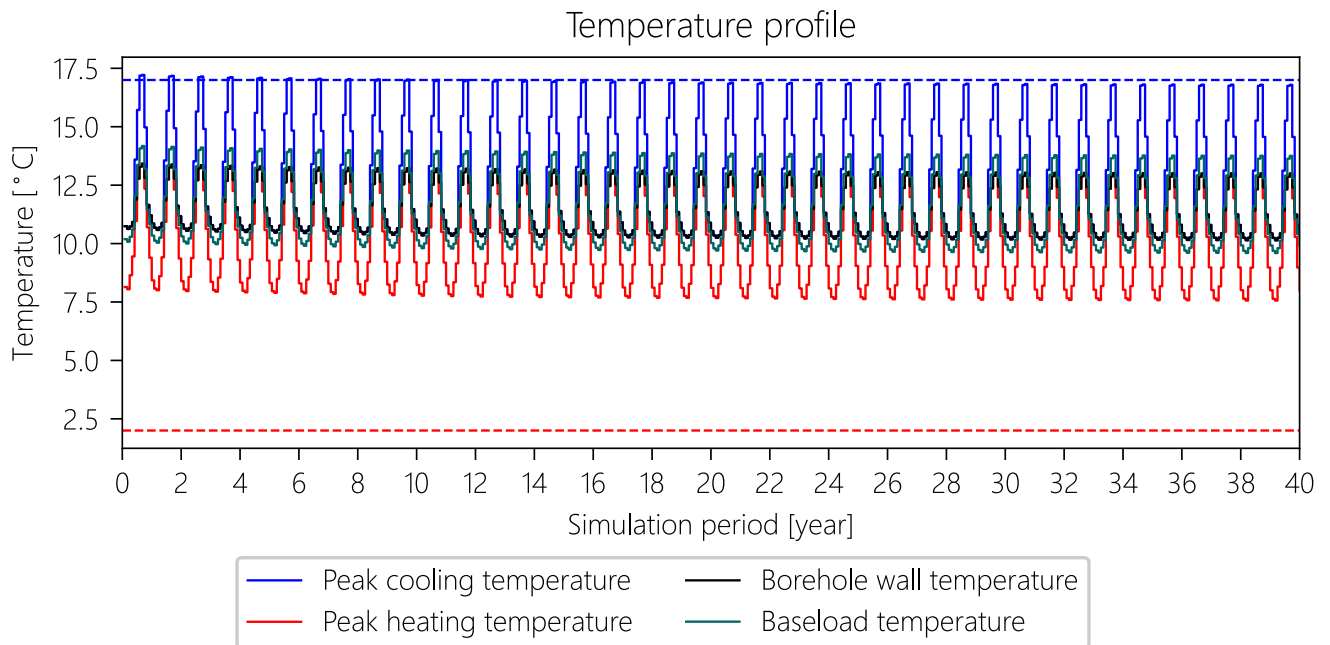 Temperature profile
17.5
15.0
12.5
10.0
7.5
5.0
2.5
Temperature [°C]
0 2 4 6 8 10 12 14 16 18 20 22 24 26 28 30 32 34 36 38 40
Simulation period [year]
Peak cooling temperature
Peak heating temperature
Borehole wall temperature
Baseload temperature